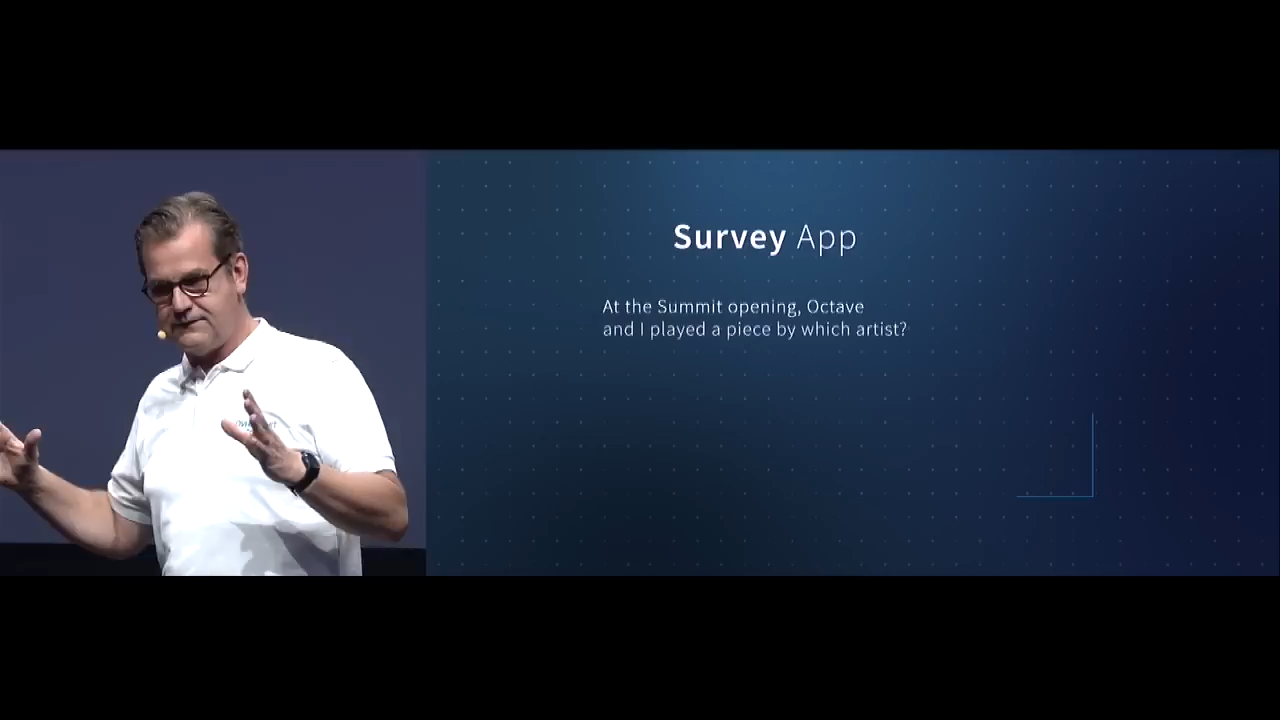 Survey App
At the Summit opening, Octave
and I played a piece by which artist?